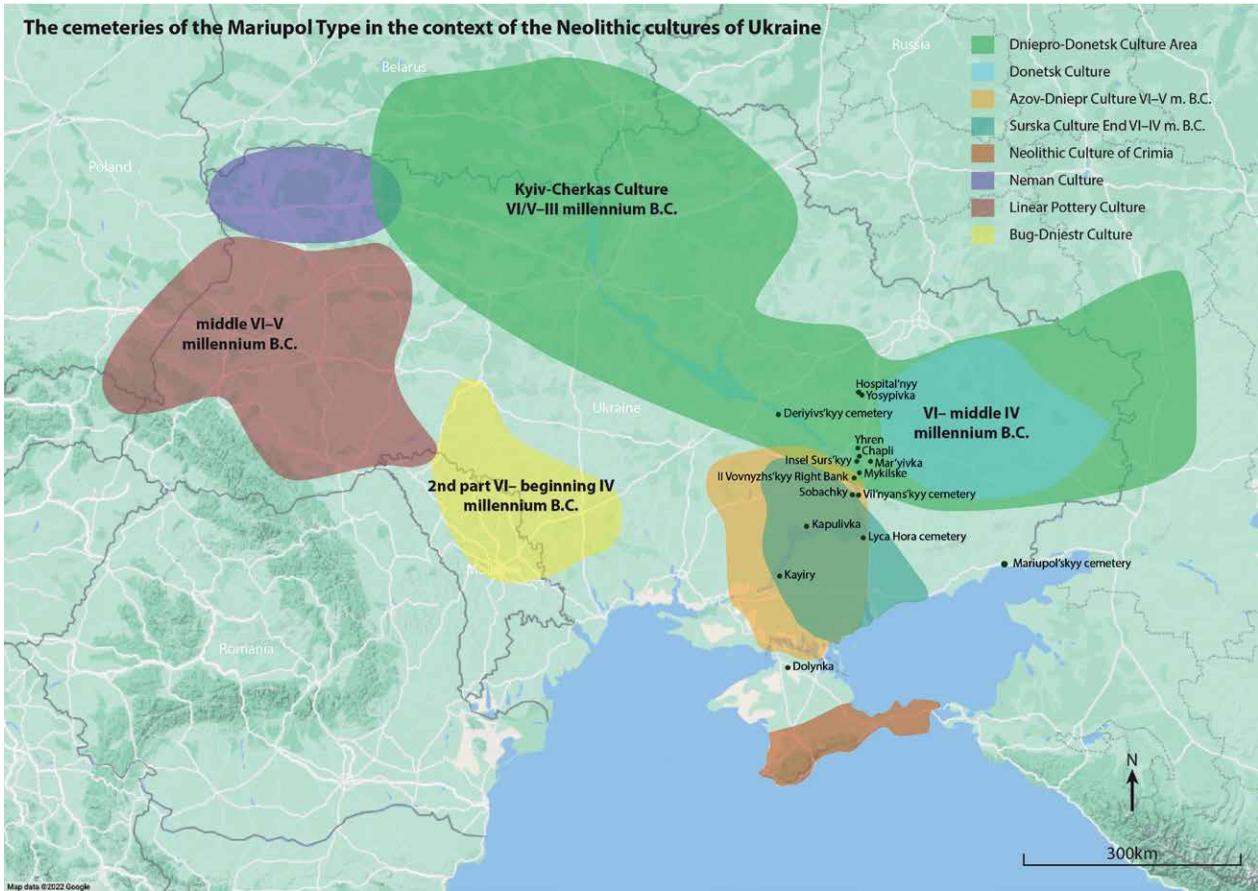 The cemeteries of the Mariupol Type in the context of the Neolithic cultures of Ukraine
Russia
Belarus
Poland
Ukraine
Romania
Dniepro-Donetsk Culture Area
Donetsk Culture
Azov-Dniepr Culture VI–V m. B.C.
Surska Culture End VI–IV m. B.C.
Neolithic Culture of Crimia
Neman Culture
Linear Pottery Culture
Bug-Dniestr Culture
Kyiv-Cherkas Culture
VI/V–III millennium B.C.
middle VI–V
millennium B.C.
2nd part VI– beginning IV
millennium B.C.
VI– middle IV
millennium B.C.
Hospital'nyy
Yosypivka
Deriyivs'kyy cemetery
Yhren
Chapli
Insel Surs'kyy
Mar'yivka
Mykilske
II Vovnyzhs'kyy Right Bank
Sobachky
Vil'nyans'kyy cemetery
Kapulivka
Lyca Hora cemetery
Kayiry
Mariupol'skyy cemetery
Dolynka
N
300km
Map data ©2022 Google